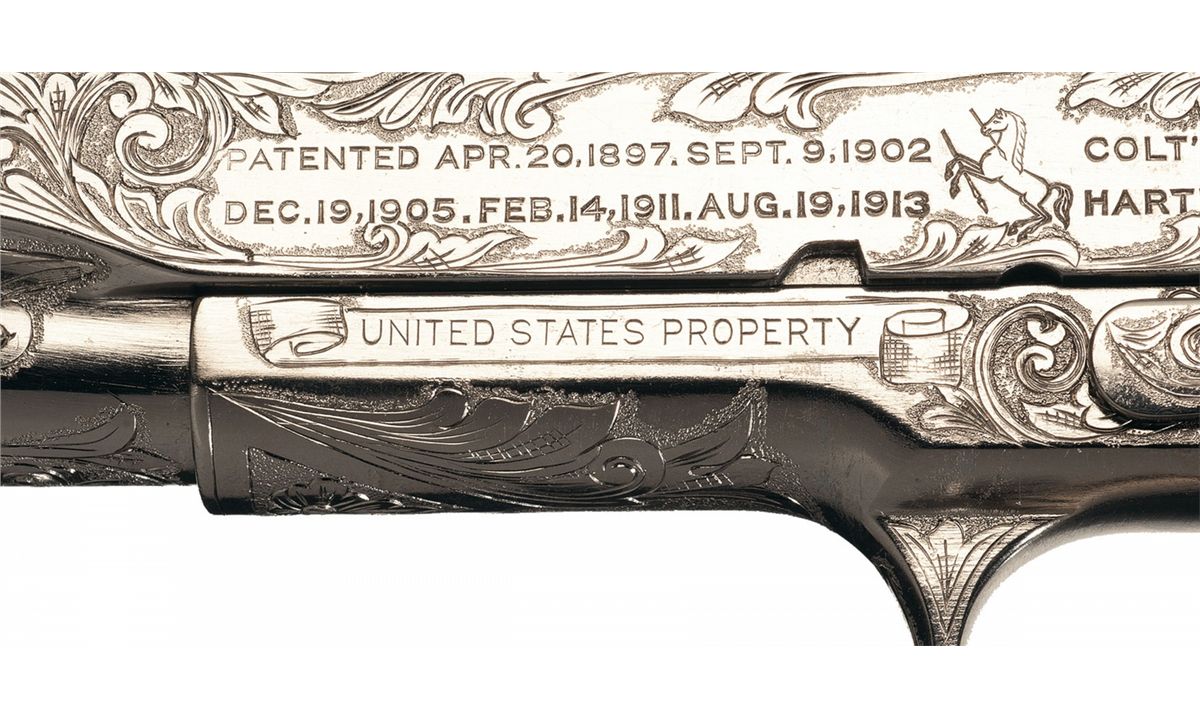 PATENTED APR. 20, 1897. SEPT. 9, 1902 COLT'
DEC. 19, 1905. FEB. 14, 1911. AUG. 19, 1913 HART
UNITED STATES PROPERTY